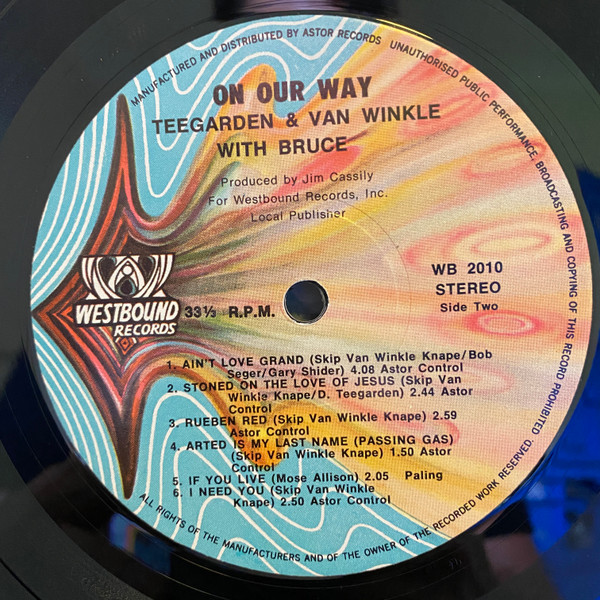 MANUFACTURED AND DISTRIBUTED BY ASTOR RECORDS UNAUTHORISED PUBLIC PERFORMANCE, BROADCASTING AND COPYING OF THIS RECORD PROHIBITED.
ON OUR WAY
TEEGARDEN & VAN WINKLE
WITH BRUCE
Produced by Jim Cassily
For Westbound Records, Inc.
Local Publisher
WB 2010
STEREO
Side Two
WESTBOUND
RECORDS
33⅓ R.P.M.
1. AIN'T LOVE GRAND (Skip Van Winkle Knape/Bob
Seger/Gary Shider) 4.08 Astor Control
2. STONED ON THE LOVE OF JESUS (Skip Van
Winkle Knape/D. Teegarden) 2.44 Astor
Control
3. RUEBEN RED (Skip Van Winkle Knape) 2.59
Astor Control
4. ARTED IS MY LAST NAME (PASSING GAS)
(Skip Van Winkle Knape) 1.50 Astor
Control
5. IF YOU LIVE (Mose Allison) 2.05 Paling
6. I NEED YOU (Skip Van Winkle
Knape) 2.50 Astor Control
ALL RIGHTS OF THE MANUFACTURERS AND OF THE OWNER OF THE RECORDED WORK RESERVED.